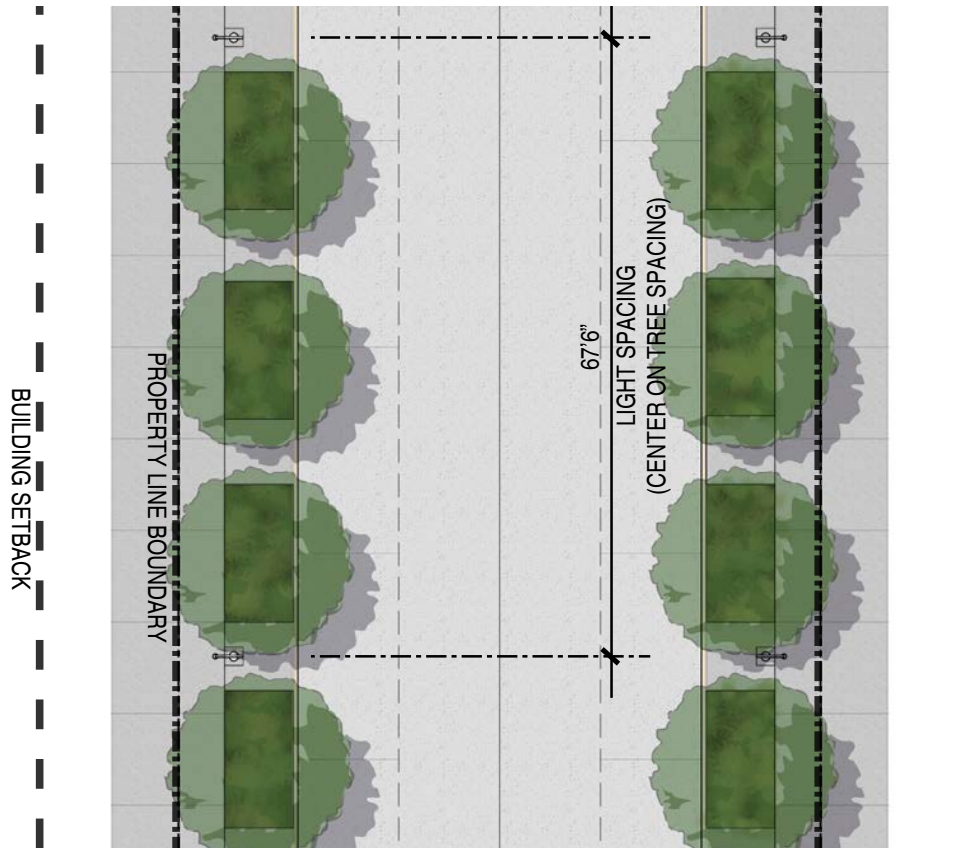 BUILDING SETBACK
PROPERTY LINE BOUNDARY
67'6”
LIGHT SPACING
(CENTER ON TREE SPACING)